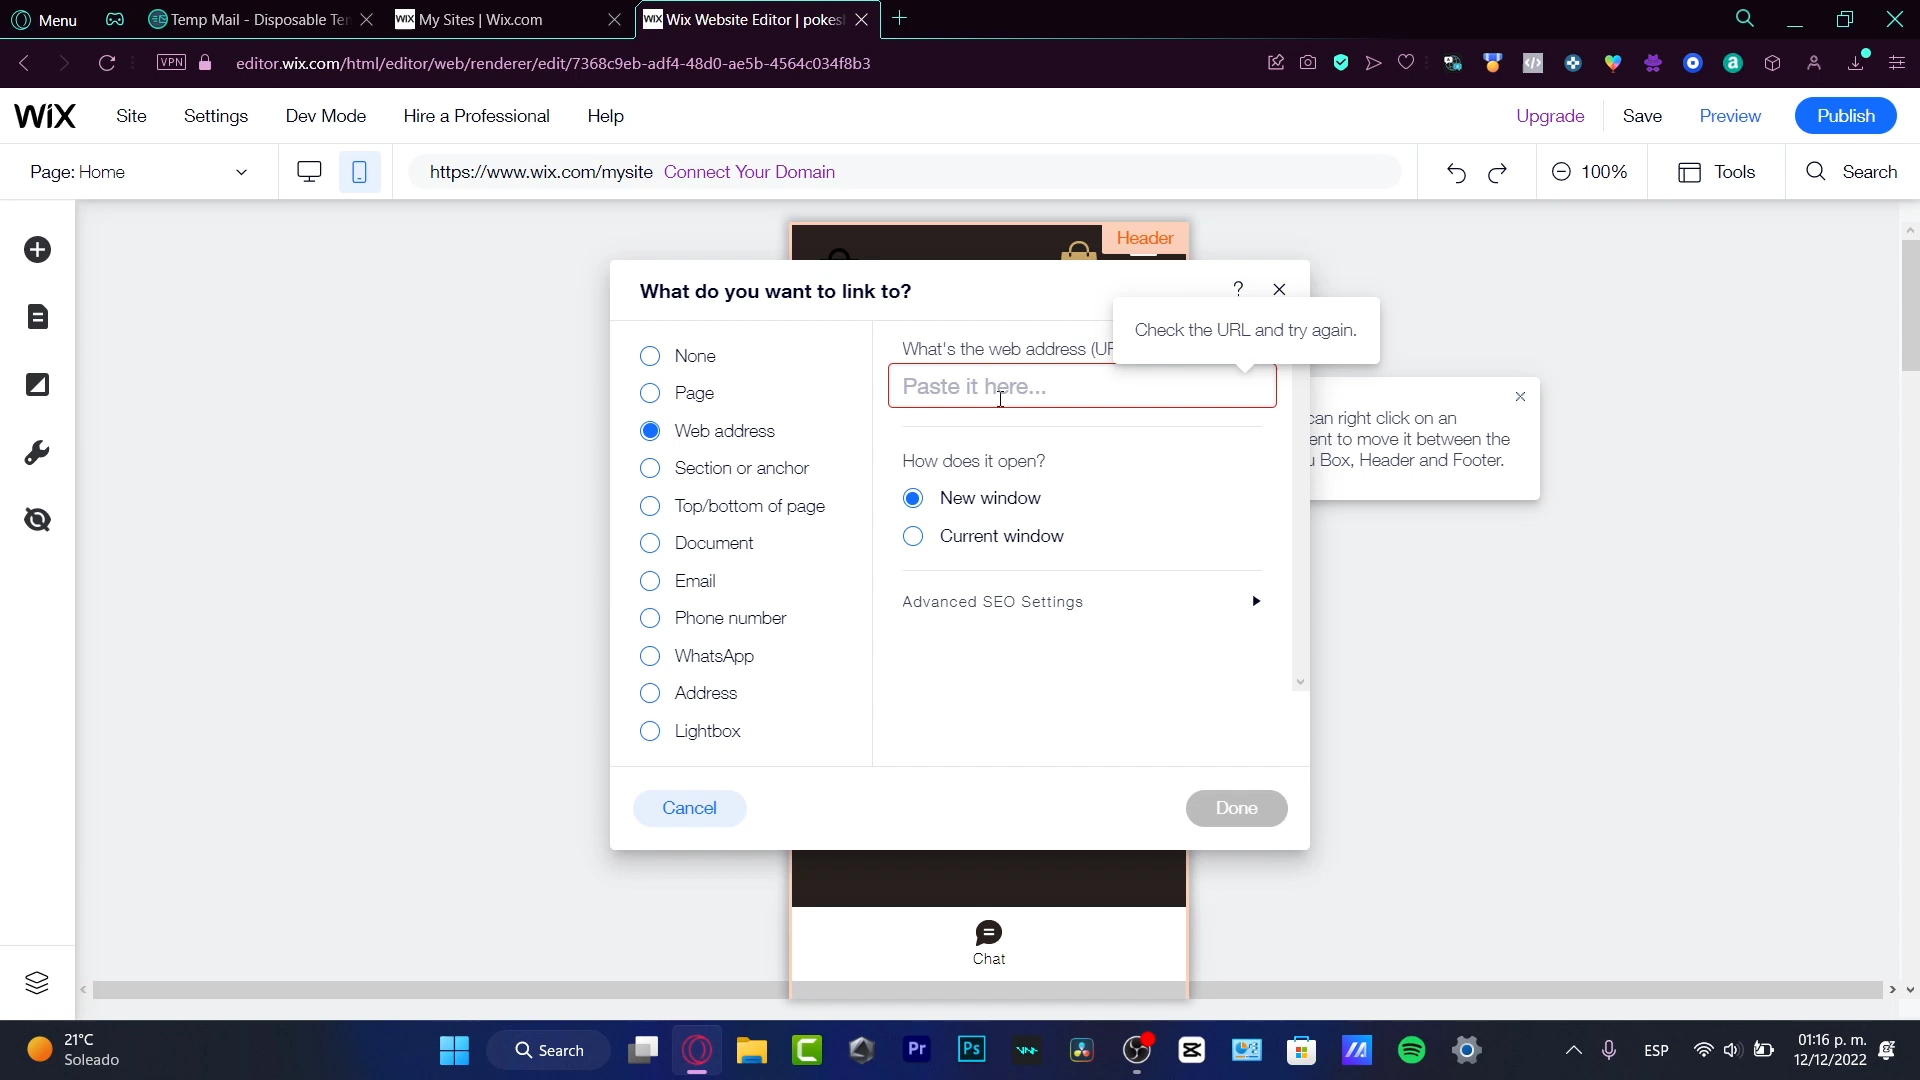 Menu
Temp Mail - Disposable Te
My Sites | Wix.com
Wix Website Editor | pokes
VPN
editor.wix.com/html/editor/web/renderer/edit/7368c9eb-adf4-48d0-ae5b-4564c034f8b3
WiX
Site
Settings
Dev Mode
Hire a Professional
Help
Upgrade
Save
Preview
Publish
Page: Home
https://www.wix.com/mysite Connect Your Domain
100%
Tools
Search
Header
What do you want to link to?
?
Check the URL and try again.
None
Page
Web address
Section or anchor
Top/bottom of page
Document
Email
Phone number
WhatsApp
Address
Lightbox
What's the web address (UR
Paste it here...
How does it open?
New window
Current window
Advanced SEO Settings
can right click on an
ent to move it between the
u Box, Header and Footer.
Cancel
Done
Chat
21°C
Soleado
Search
Pr
Ps
ESP
01:16 p. m.
12/12/2022